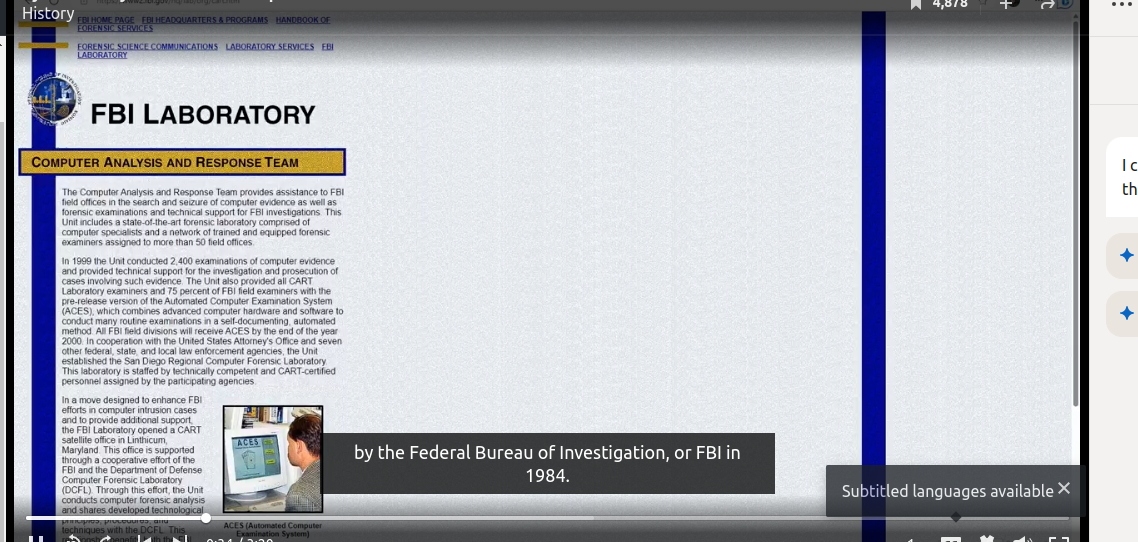 History
4,878
FBI HOME PAGE FBI HEADQUARTERS & PROGRAMS HANDBOOK OF
FORENSIC SERVICES
FORENSIC SCIENCE COMMUNICATIONS LABORATORY SERVICES FBI
LABORATORY
FBI LABORATORY
COMPUTER ANALYSIS AND RESPONSE TEAM
The Computer Analysis and Response Team provides assistance to FBI
field offices in the search and seizure of computer evidence as well as
forensic examinations and technical support for FBI investigations. This
Unit includes a state-of-the-art forensic laboratory comprised of
computer specialists and a network of trained and equipped forensic
examiners assigned to more than 50 field offices.
In 1999 the Unit conducted 2,400 examinations of computer evidence
and provided technical support for the investigation and prosecution of
cases involving such evidence. The Unit also provided all CART
Laboratory examiners and 75 percent of FBI field examiners with the
pre-release version of the Automated Computer Examination System
(ACES), which combines advanced computer hardware and software to
conduct many routine examinations in a self-documenting, automated
method. All FBI field divisions will receive ACES by the end of the year
2000. In cooperation with the United States Attorney's Office and seven
other federal, state, and local law enforcement agencies, the Unit
established the San Diego Regional Computer Forensic Laboratory.
This laboratory is staffed by technically competent and CART-certified
personnel assigned by the participating agencies.
In a move designed to enhance FBI
efforts in computer intrusion cases
and to provide additional support,
the FBI Laboratory opened a CART
satellite office in Linthicum,
Maryland. This office is supported
through a cooperative effort of the
FBI and the Department of Defense
Computer Forensic Laboratory
(DCFL). Through this effort, the Unit
conducts computer forensic analysis
and shares developed technological
principles, procedures, and
techniques with the DCFL. This
ACES
ACES (Automated Computer
Examination System)
by the Federal Bureau of Investigation, or FBI in
1984.
Subtitled languages available
I c
th